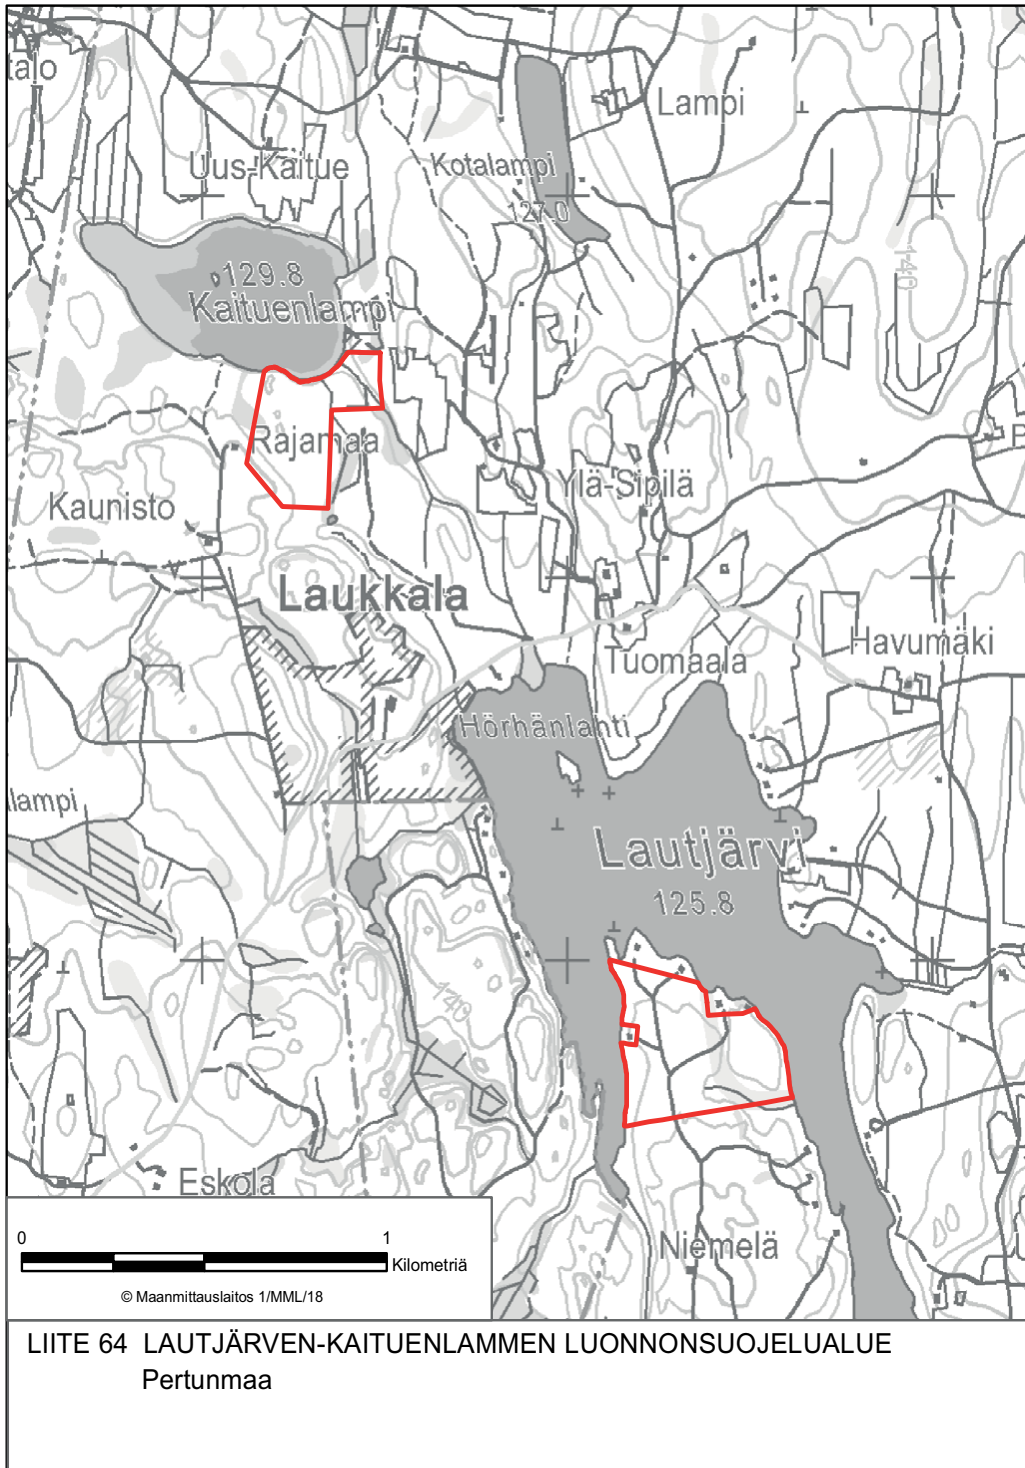 talo
Lampi
Uus-Kaitue
Kotalampi
127.0
140
129.8
Kaituenlampi
Rajamaa
P
Kaunisto
Ylä-Sipilä
Laukkala
Tuomaala
Havumäki
Hörhänlahti
lampi
Lautjärvi
125.8
140
Eskola
Niemelä
0 1
Kilometriä
© Maanmittauslaitos 1/MML/18
LIITE 64 LAUTJÄRVEN-KAITUENLAMMEN LUONNONSUOJELUALUE
Pertunmaa